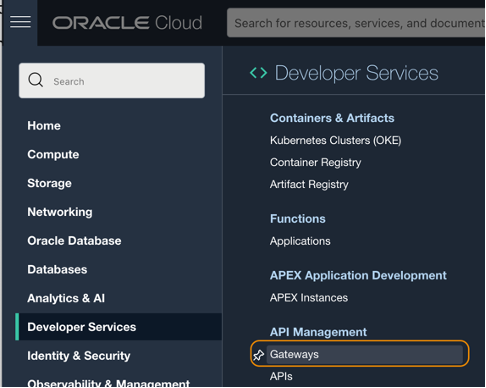 ORACLE Cloud
Search for resources, services, and document
Search
Home
Compute
Storage
Networking
Oracle Database
Databases
Analytics & AI
Developer Services
Identity & Security
Observability & Management
Developer Services
Containers & Artifacts
Kubernetes Clusters (OKE)
Container Registry
Artifact Registry
Functions
Applications
APEX Application Development
APEX Instances
API Management
Gateways
APIs